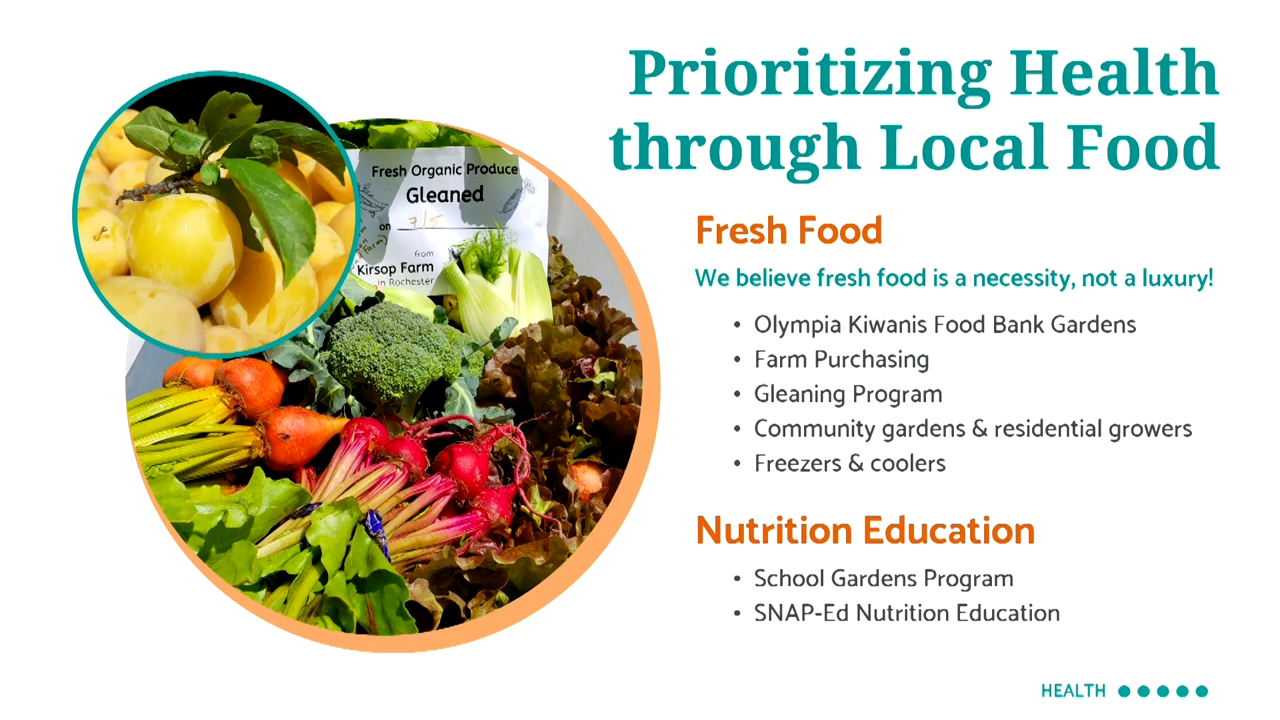 Prioritizing Health
through Local Food
Fresh Organic Produce
Gleaned
on 7/5
from
Kirsop Farm
in Rochester
Fresh Food
We believe fresh food is a necessity, not a luxury!
• Olympia Kiwanis Food Bank Gardens
• Farm Purchasing
• Gleaning Program
• Community gardens & residential growers
• Freezers & coolers
Nutrition Education
• School Gardens Program
• SNAP-Ed Nutrition Education
HEALTH